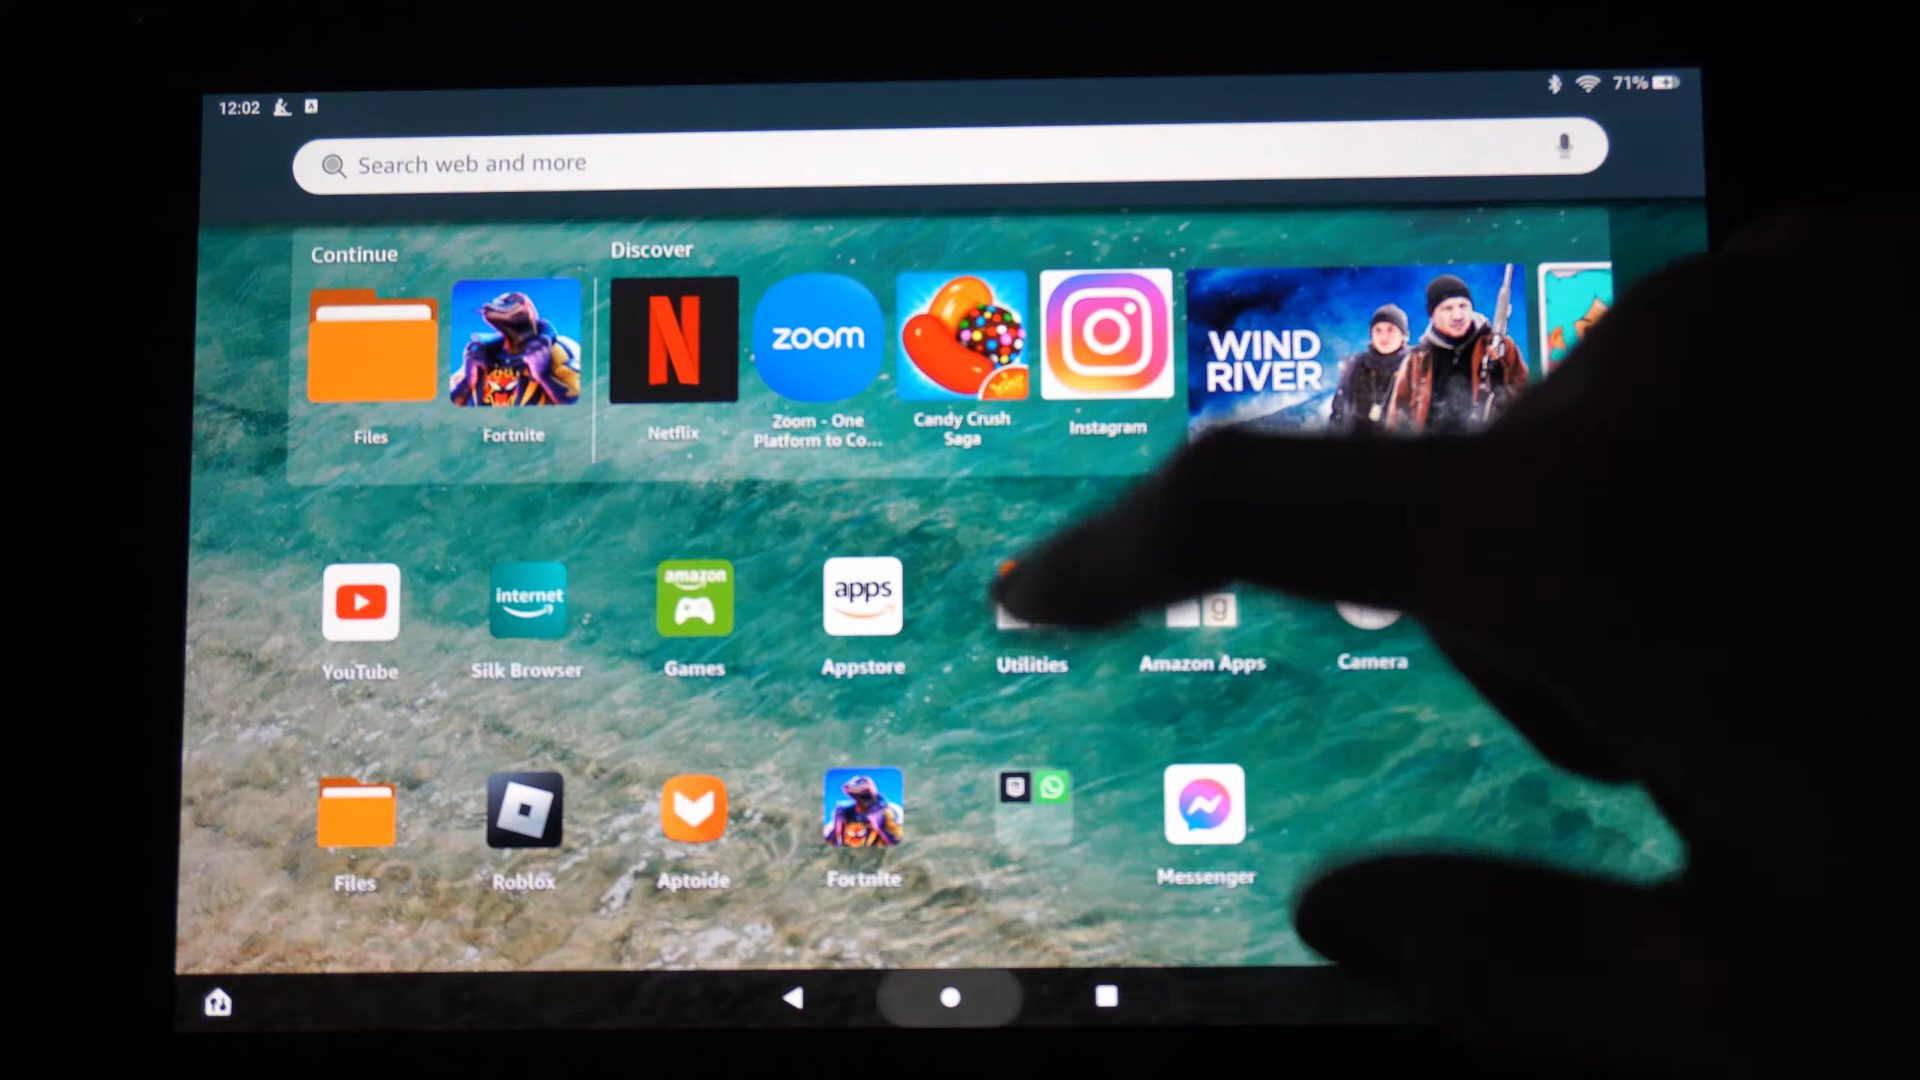 12:02
71%
Search web and more
Continue
Discover
N
zoom
WIND
RIVER
Files
Fortnite
Netflix
Zoom - One
Platform to Co...
Candy Crush
Saga
Instagram
internet
amazon
apps
g
YouTube
Silk Browser
Games
Appstore
Utilities
Amazon Apps
Camera
Files
Roblox
Aptoide
Fortnite
Messenger